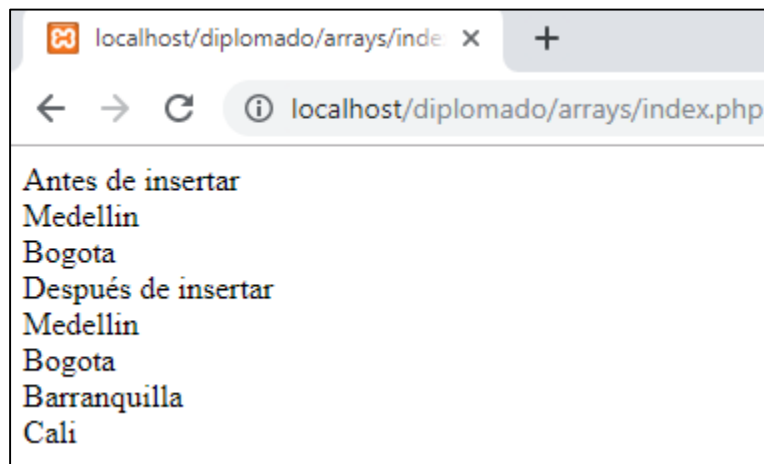 localhost/diplomado/arrays/inde
localhost/diplomado/arrays/index.php
Antes de insertar
Medellin
Bogota
Después de insertar
Medellin
Bogota
Barranquilla
Cali